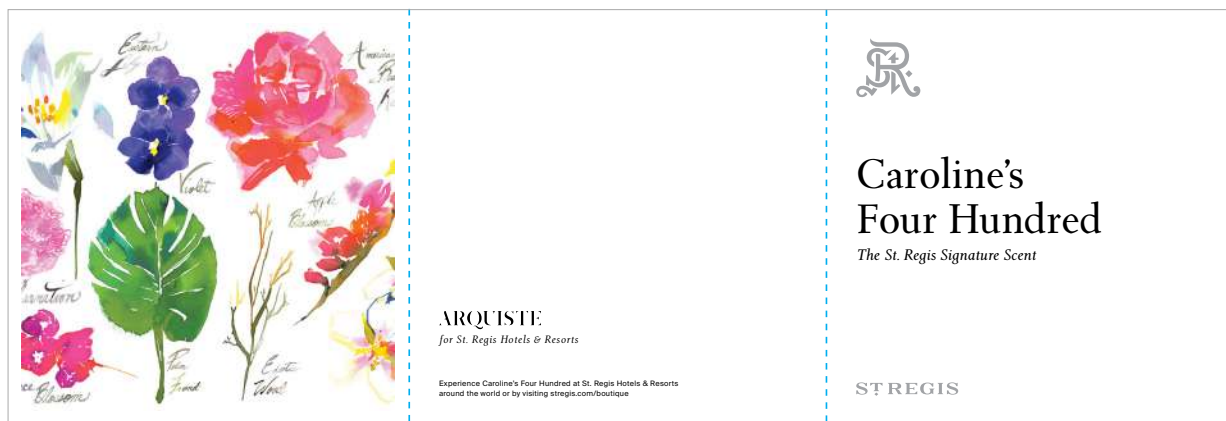 Eastern
Lily
America
Violet
Apple
Blossom
Palm
Frond
Exotic
Wood
Blossom
ARQUISTE
for St. Regis Hotels & Resorts
Experience Caroline's Four Hundred at St. Regis Hotels & Resorts
around the world or by visiting stregis.com/boutique
Caroline's
Four Hundred
The St. Regis Signature Scent
ST REGIS